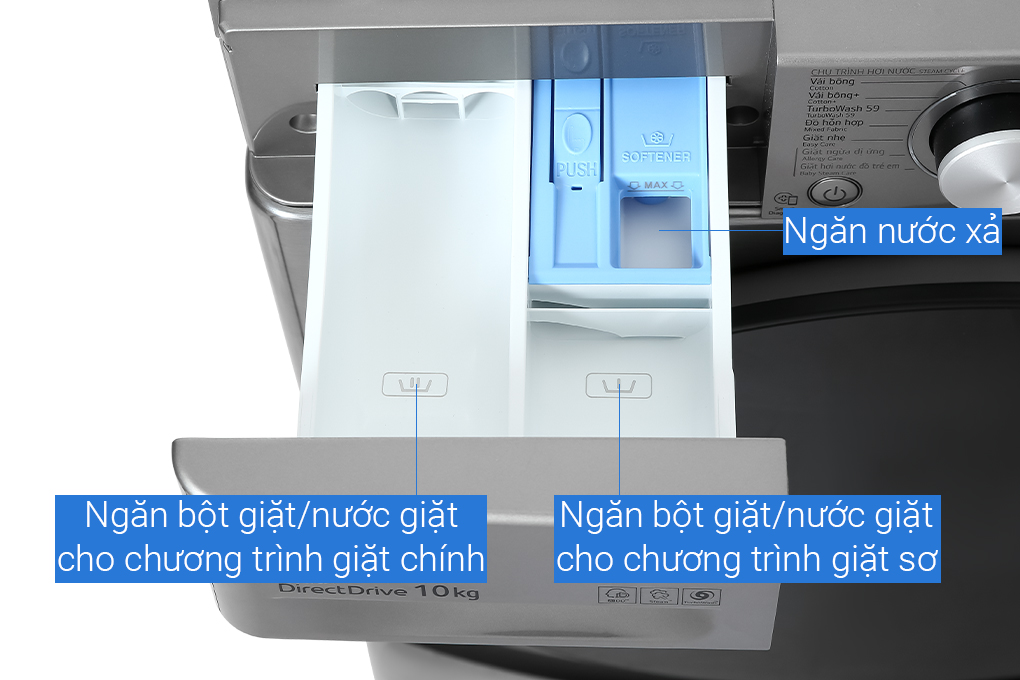 SOFTENER
CHU TRÌNH HƠI NƯỚC STEAM CYCLE
Vải bông
Cotton
Vải bông+
Cotton+
TurboWash 59
TurboWash 59
Đồ hỗn hợp
Mixed Fabric
Giặt nhẹ
Easy Care
Giặt ngừa dị ứng
Allergy Care
Giặt hơi nước đồ trẻ em
Baby Steam Care
PUSH
SOFTENER
MAX
Ngăn nước xả
Ngăn bột giặt/nước giặt
cho chương trình giặt chính
Ngăn bột giặt/nước giặt
cho chương trình giặt sơ
DirectDrive 10kg